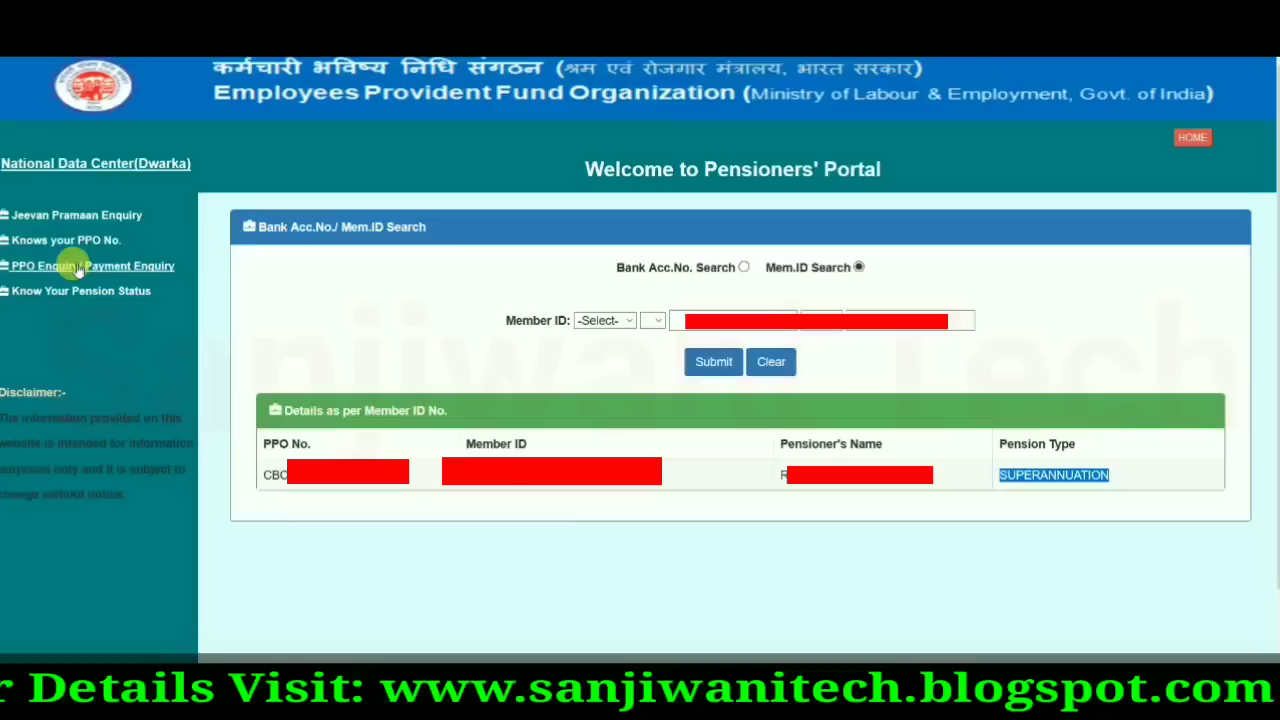 कर्मचारी भविष्य निधि संगठन (श्रम एवं रोजगार मंत्रालय, भारत सरकार)
Employees Provident Fund Organization (Ministry of Labour & Employment, Govt. of India)
HOME
National Data Center(Dwarka)
Welcome to Pensioners' Portal
Jeevan Pramaan Enquiry
Knows your PPO No.
PPO Enquiry/ Payment Enquiry
Know Your Pension Status
Disclaimer:-
The information provided on this
website is intended for information
purposes only and it is subject to
change without notice.
Bank Acc.No./ Mem.ID Search
Bank Acc.No. Search Mem.ID Search
Member ID: -Select-
Submit Clear
Details as per Member ID No.
PPO No. Member ID Pensioner's Name Pension Type
SUPERANNUATION
Sanjiwani Tech
r Details Visit: www.sanjiwanitech.blogspot.com